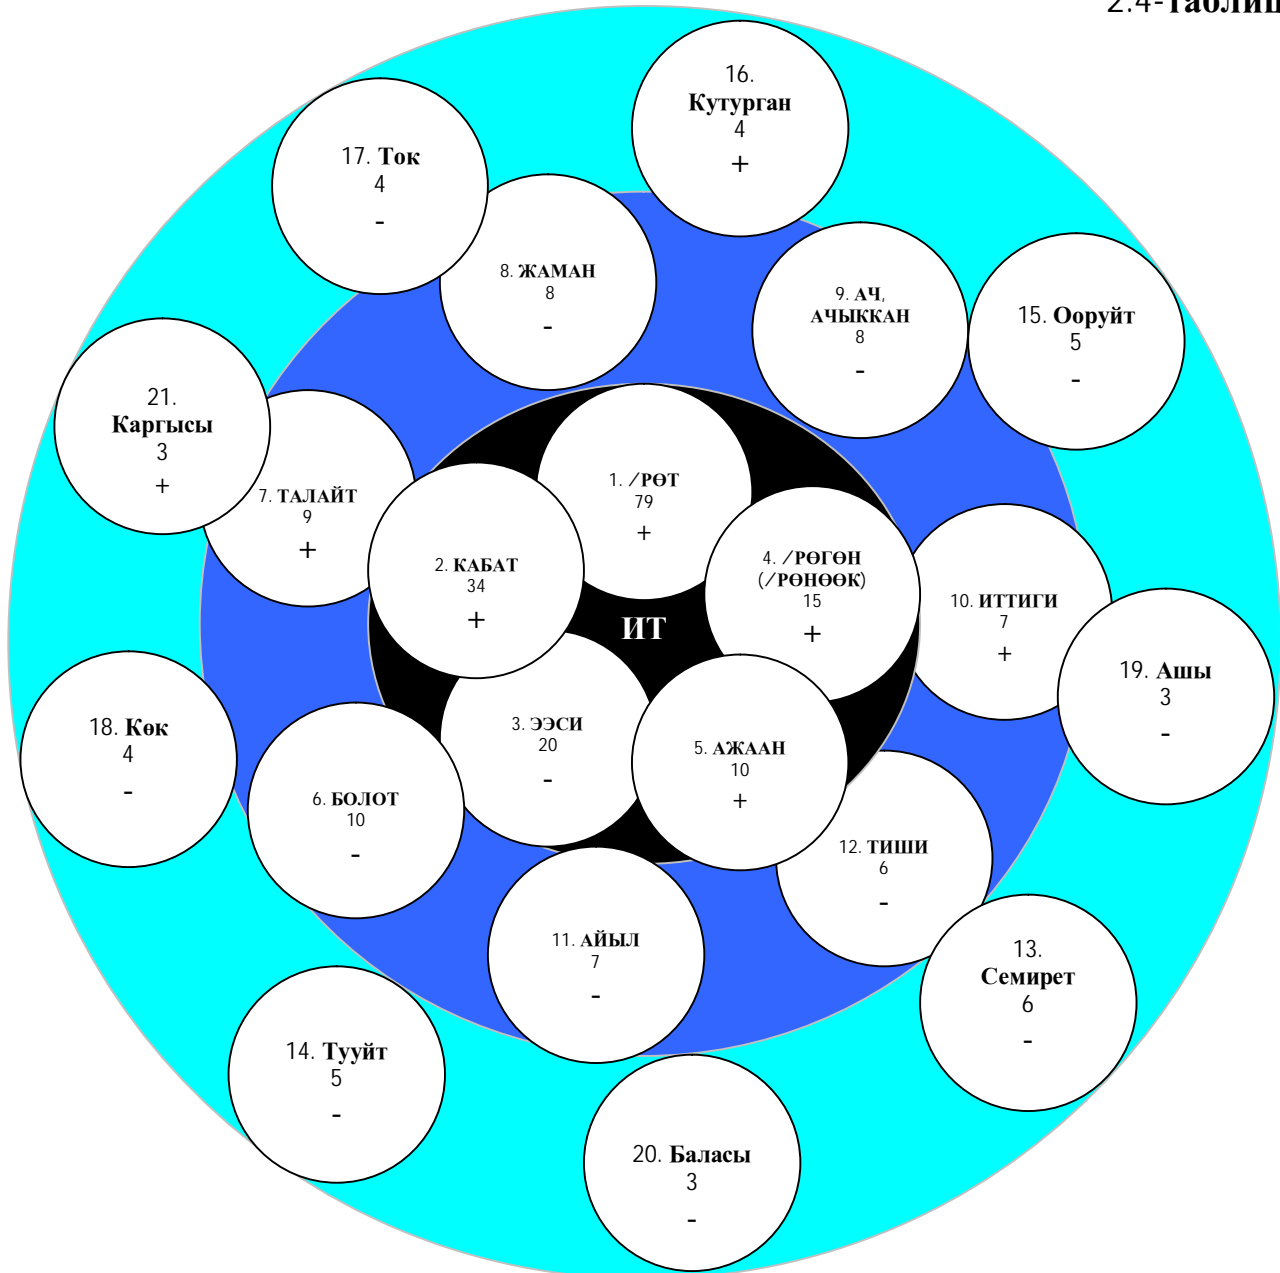 2.4-таблиц
16.
Кутурган
4
+
17. Ток
4
-
8. ЖАМАН
8
-
9. АЧ,
АЧЫККАН
8
-
15. Ооруйт
5
-
21.
Каргысы
3
+
7. ТАЛАЙТ
9
+
1. /РӨТ
79
+
2. КАБАТ
34
+
4. /РӨГӨН
(/РӨНӨӨК)
15
+
10. ИТТИГИ
7
+
ИТ
19. Ашы
3
-
18. Көк
4
-
3. ЭЭСИ
20
-
5. АЖААН
10
+
6. БОЛОТ
10
-
12. ТИШИ
6
-
11. АЙЫЛ
7
-
13.
Семирет
6
-
14. Тууйт
5
-
20. Баласы
3
-